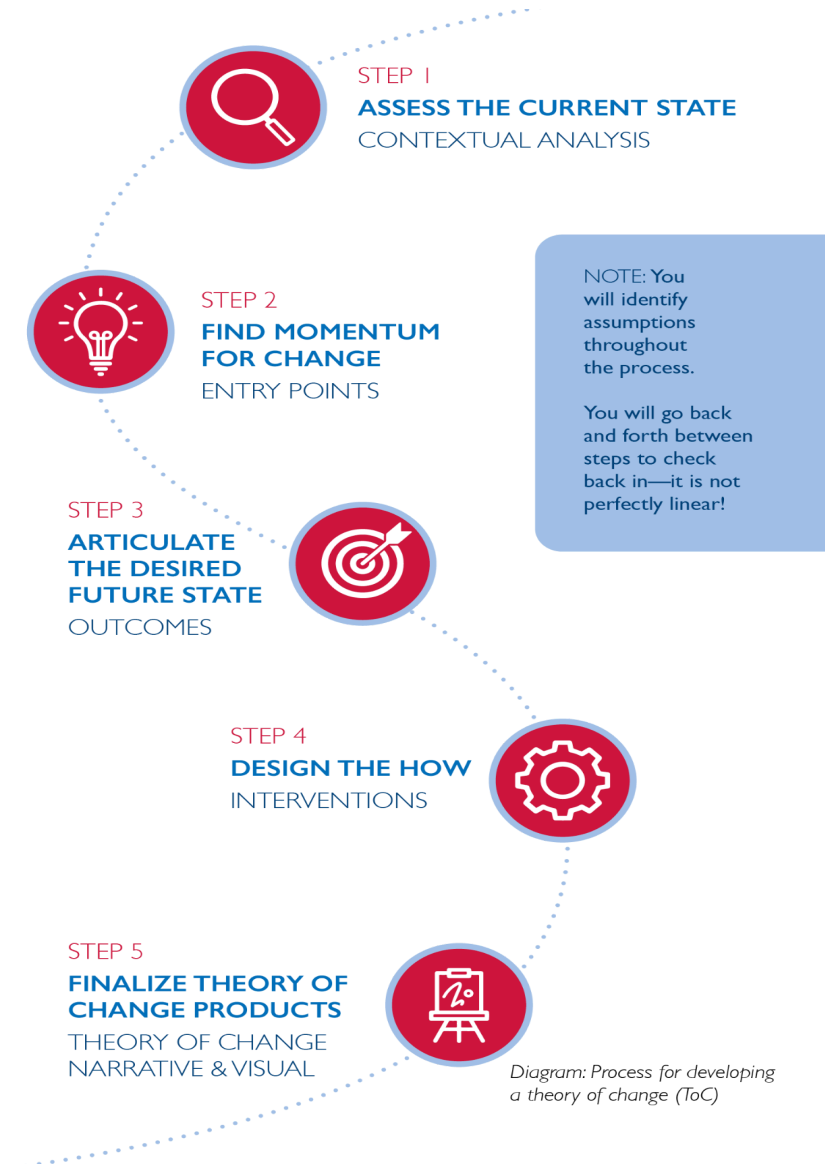 STEP 1
ASSESS THE CURRENT STATE
CONTEXTUAL ANALYSIS
STEP 2
FIND MOMENTUM
FOR CHANGE
ENTRY POINTS
NOTE: You
will identify
assumptions
throughout
the process.
You will go back
and forth between
steps to check
back in—it is not
perfectly linear!
STEP 3
ARTICULATE
THE DESIRED
FUTURE STATE
OUTCOMES
STEP 4
DESIGN THE HOW
INTERVENTIONS
STEP 5
FINALIZE THEORY OF
CHANGE PRODUCTS
THEORY OF CHANGE
NARRATIVE & VISUAL
Diagram: Process for developing
a theory of change (ToC)